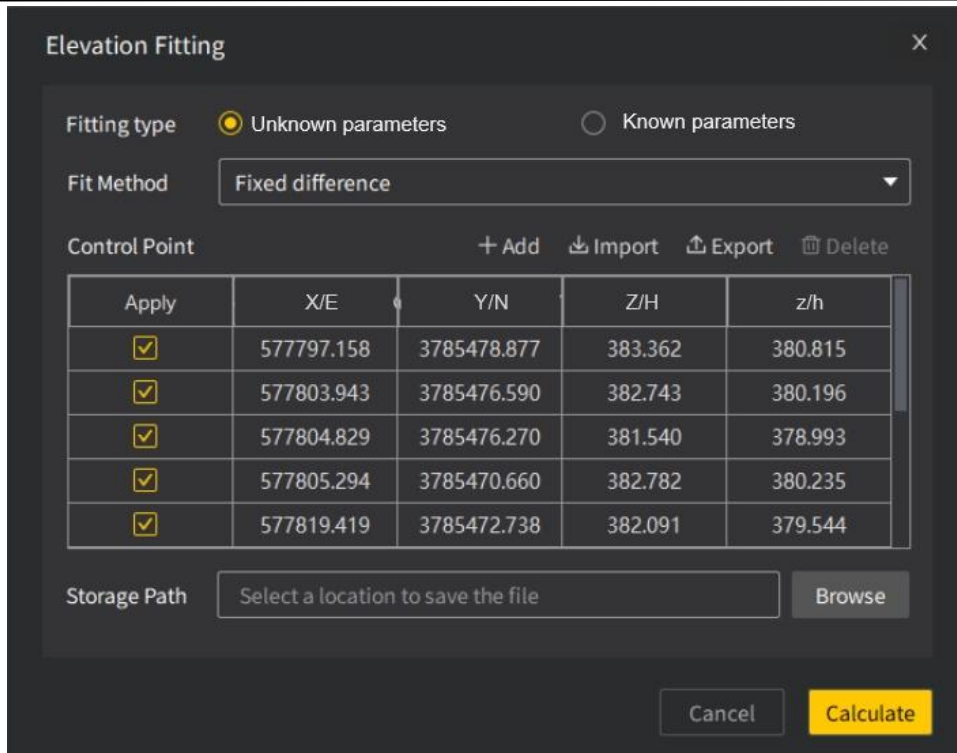 Elevation Fitting
Fitting type Unknown parameters Known parameters
Fit Method Fixed difference
Control Point Add Import Export Delete
Apply X/E Y/N Z/H z/h
577797.158 3785478.877 383.362 380.815
577803.943 3785476.590 382.743 380.196
577804.829 3785476.270 381.540 378.993
577805.294 3785470.660 382.782 380.235
577819.419 3785472.738 382.091 379.544
Storage Path Select a location to save the file Browse
Cancel Calculate